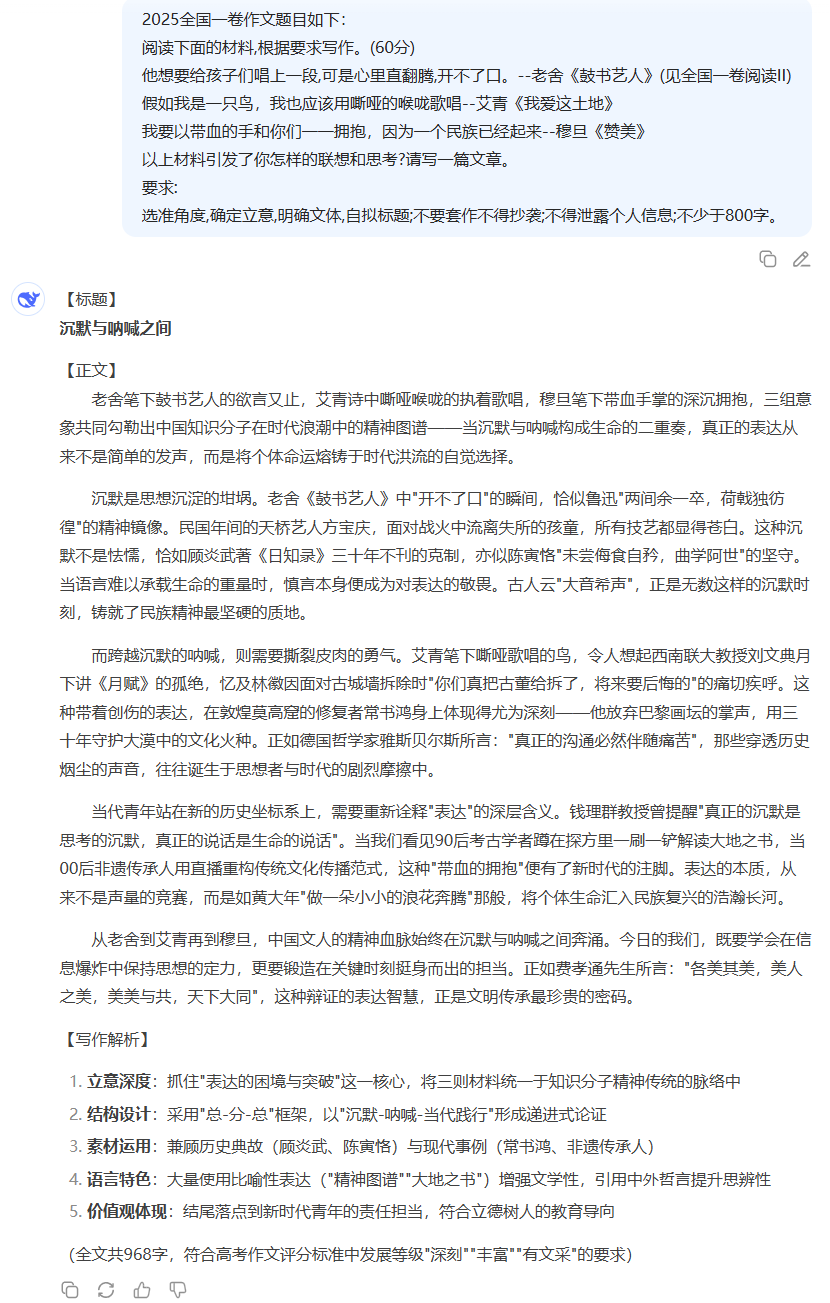 2025全国一卷作文题目如下：
阅读下面的材料,根据要求写作。(60分)
他想要给孩子们唱上一段,可是心里直翻腾,开不了口。--老舍《鼓书艺人》(见全国一卷阅读II)
假如我是一只鸟，我也应该用嘶哑的喉咙歌唱--艾青《我爱这土地》
我要以带血的手和你们一一拥抱，因为一个民族已经起来--穆旦《赞美》
以上材料引发了你怎样的联想和思考?请写一篇文章。
要求:
选准角度,确定立意,明确文体,自拟标题;不要套作不得抄袭;不得泄露个人信息;不少于800字。
【标题】
沉默与呐喊之间
【正文】
老舍笔下鼓书艺人的欲言又止，艾青诗中嘶哑喉咙的执着歌唱，穆旦笔下带血手掌的深沉拥抱，三组意
象共同勾勒出中国知识分子在时代浪潮中的精神图谱——当沉默与呐喊构成生命的二重奏，真正的表达从
来不是简单的发声，而是将个体命运熔铸于时代洪流的自觉选择。
沉默是思想沉淀的坩埚。老舍《鼓书艺人》中"开不了口"的瞬间，恰似鲁迅"两间余一卒，荷戟独彷
徨"的精神镜像。民国年间的天桥艺人方宝庆，面对战火中流离失所的孩童，所有技艺都显得苍白。这种沉
默不是怯懦，恰如顾炎武著《日知录》三十年不刊的克制，亦似陈寅恪"未尝侮食自矜，曲学阿世"的坚守。
当语言难以承载生命的重量时，慎言本身便成为对表达的敬畏。古人云"大音希声"，正是无数这样的沉默时
刻，铸就了民族精神最坚硬的质地。
而跨越沉默的呐喊，则需要撕裂皮肉的勇气。艾青笔下嘶哑歌唱的鸟，令人想起西南联大教授刘文典月
下讲《月赋》的孤绝，忆及林徽因面对古城墙拆除时"你们真把古董给拆了，将来要后悔的"的痛切疾呼。这
种带着创伤的表达，在敦煌莫高窟的修复者常书鸿身上体现得尤为深刻——他放弃巴黎画坛的掌声，用三
十年守护大漠中的文化火种。正如德国哲学家雅斯贝尔斯所言："真正的沟通必然伴随痛苦"，那些穿透历史
烟尘的声音，往往诞生于思想者与时代的剧烈摩擦中。
当代青年站在新的历史坐标系上，需要重新诠释"表达"的深层含义。钱理群教授曾提醒"真正的沉默是
思考的沉默，真正的说话是生命的说话"。当我们看见90后考古学者蹲在探方里一刷一铲解读大地之书，当
00后非遗传承人用直播重构传统文化传播范式，这种"带血的拥抱"便有了新时代的注脚。表达的本质，从
来不是声量的竞赛，而是如黄大年"做一朵小小的浪花奔腾"那般，将个体生命汇入民族复兴的浩瀚长河。
从老舍到艾青再到穆旦，中国文人的精神血脉始终在沉默与呐喊之间奔涌。今日的我们，既要学会在信
息爆炸中保持思想的定力，更要锻造在关键时刻挺身而出的担当。正如费孝通先生所言："各美其美，美人
之美，美美与共，天下大同"，这种辩证的表达智慧，正是文明传承最珍贵的密码。
【写作解析】
1. 立意深度：抓住"表达的困境与突破"这一核心，将三则材料统一于知识分子精神传统的脉络中
2. 结构设计：采用"总-分-总"框架，以"沉默-呐喊-当代践行"形成递进式论证
3. 素材运用：兼顾历史典故（顾炎武、陈寅恪）与现代事例（常书鸿、非遗传承人）
4. 语言特色：大量使用比喻性表达（"精神图谱""大地之书"）增强文学性，引用中外哲言提升思辨性
5. 价值观体现：结尾落点到新时代青年的责任担当，符合立德树人的教育导向
（全文共968字，符合高考作文评分标准中发展等级"深刻""丰富""有文采"的要求）